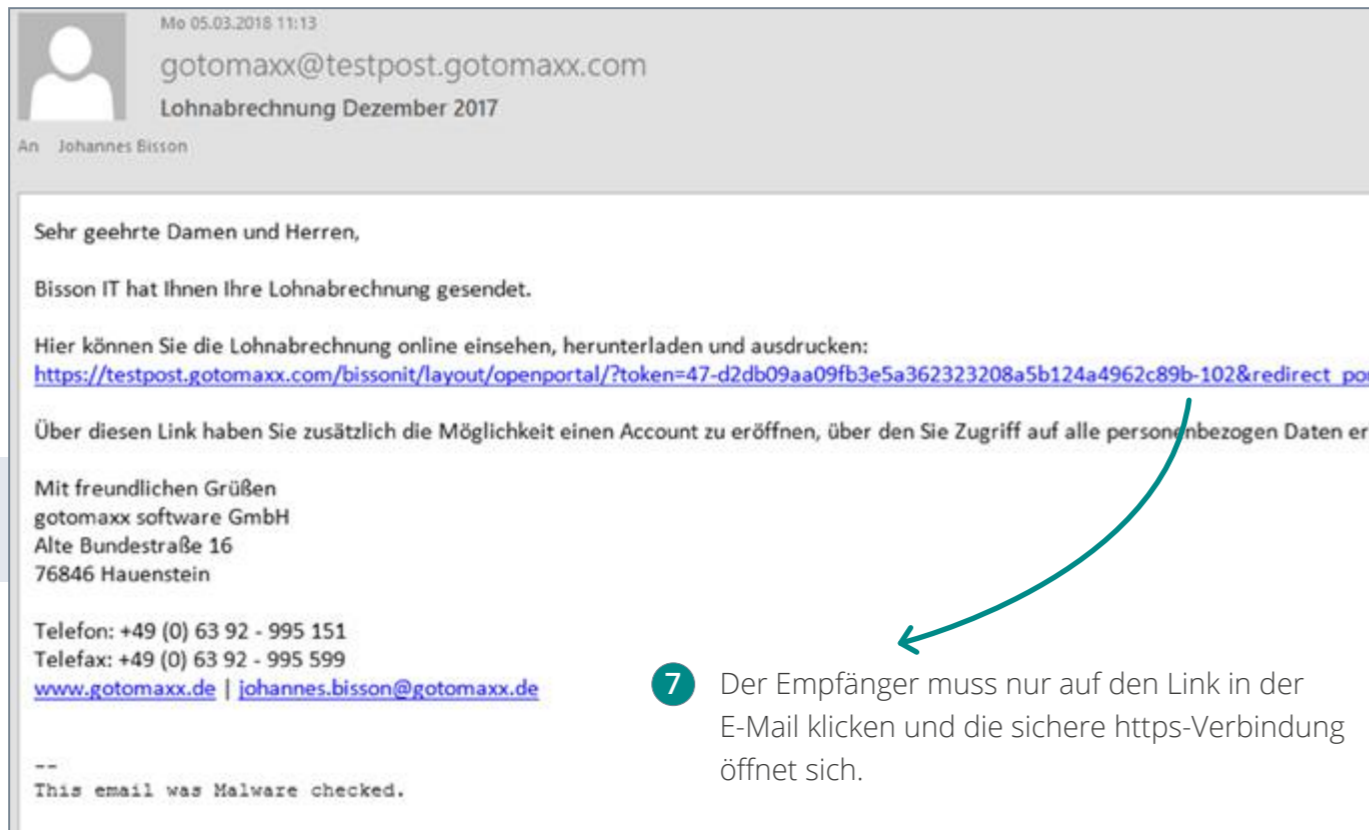 Mo 05.03.2018 11:13
gotomaxx@testpost.gotomaxx.com
Lohnabrechnung Dezember 2017
An Johannes Bisson
Sehr geehrte Damen und Herren,
Bisson IT hat Ihnen Ihre Lohnabrechnung gesendet.
Hier können Sie die Lohnabrechnung online einsehen, herunterladen und ausdrucken:
https://testpost.gotomaxx.com/bissonit/layout/openportal/?token=47-d2db09aa09fb3e5a362323208a5b124a4962c89b-102&redirect_por
Über diesen Link haben Sie zusätzlich die Möglichkeit einen Account zu eröffnen, über den Sie Zugriff auf alle personenbezogen Daten er
Mit freundlichen Grüßen
gotomaxx software GmbH
Alte Bundestraße 16
76846 Hauenstein
Telefon: +49 (0) 63 92 - 995 151
Telefax: +49 (0) 63 92 - 995 599
www.gotomaxx.de | johannes.bisson@gotomaxx.de
--
This email was Malware checked.
7 Der Empfänger muss nur auf den Link in der
E-Mail klicken und die sichere https-Verbindung
öffnet sich.